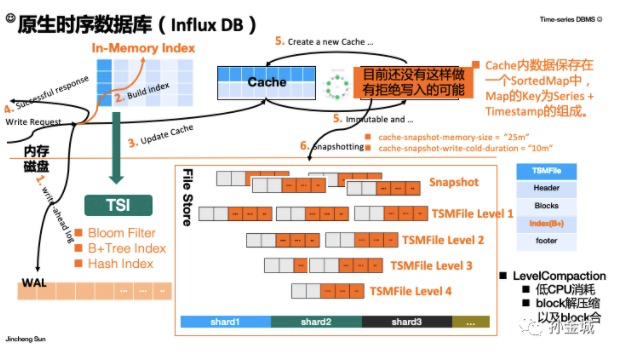 原生时序数据库（Influx DB）
Time-series DBMS
In-Memory Index
5. Create a new Cache ...
4. Successful response
Write Request
2. Build index
Cache
目前还没有这样做
有拒绝写入的可能
Cache内数据保存在
一个SortedMap中，
Map的Key为Series +
Timestamp的组成。
3. Update Cache
5. Immutable and ...
6. Snapshotting
cache-snapshot-memory-size = "25m"
cache-snapshot-write-cold-duration = "10m"
内存
磁盘
1. write-ahead log
TSI
Bloom Filter
B+Tree Index
Hash Index
WAL
File Store
Snapshot
TSMFile Level 1
TSMFile Level 2
TSMFile Level 3
TSMFile Level 4
shard1
shard2
shard3
...
TSMFile
Header
Blocks
Index(B+)
footer
LevelCompaction
低CPU消耗
block解压缩
以及block合
孙金城
Jincheng Sun